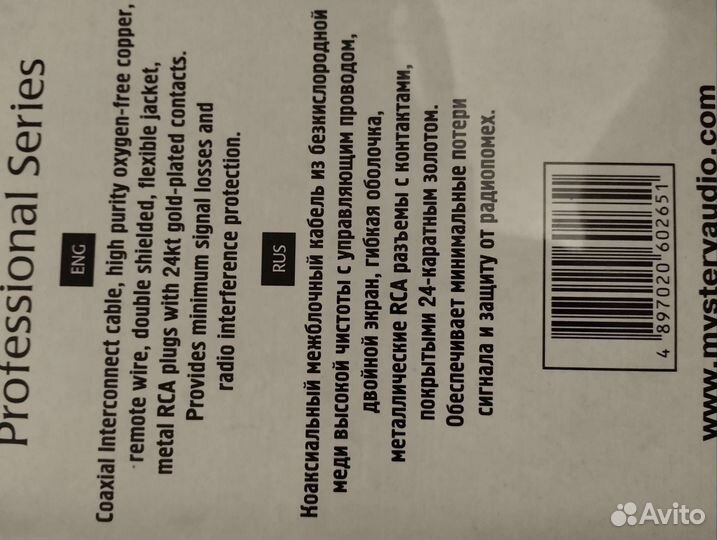 Professional Series
ENG
Coaxial Interconnect cable, high purity oxygen-free copper,
remote wire, double shielded, flexible jacket,
metal RCA plugs with 24kt gold-plated contacts.
Provides minimum signal losses and
radio interference protection.
RUS
Коаксиальный межблочный кабель из безкислородной
меди высокой чистоты с управляющим проводом,
двойной экран, гибкая оболочка,
металлические RCA разъемы с контактами,
покрытыми 24-каратным золотом.
Обеспечивает минимальные потери
сигнала и защиту от радиопомех.
4 897020 602651
www.mysteryaudio.com
Avito